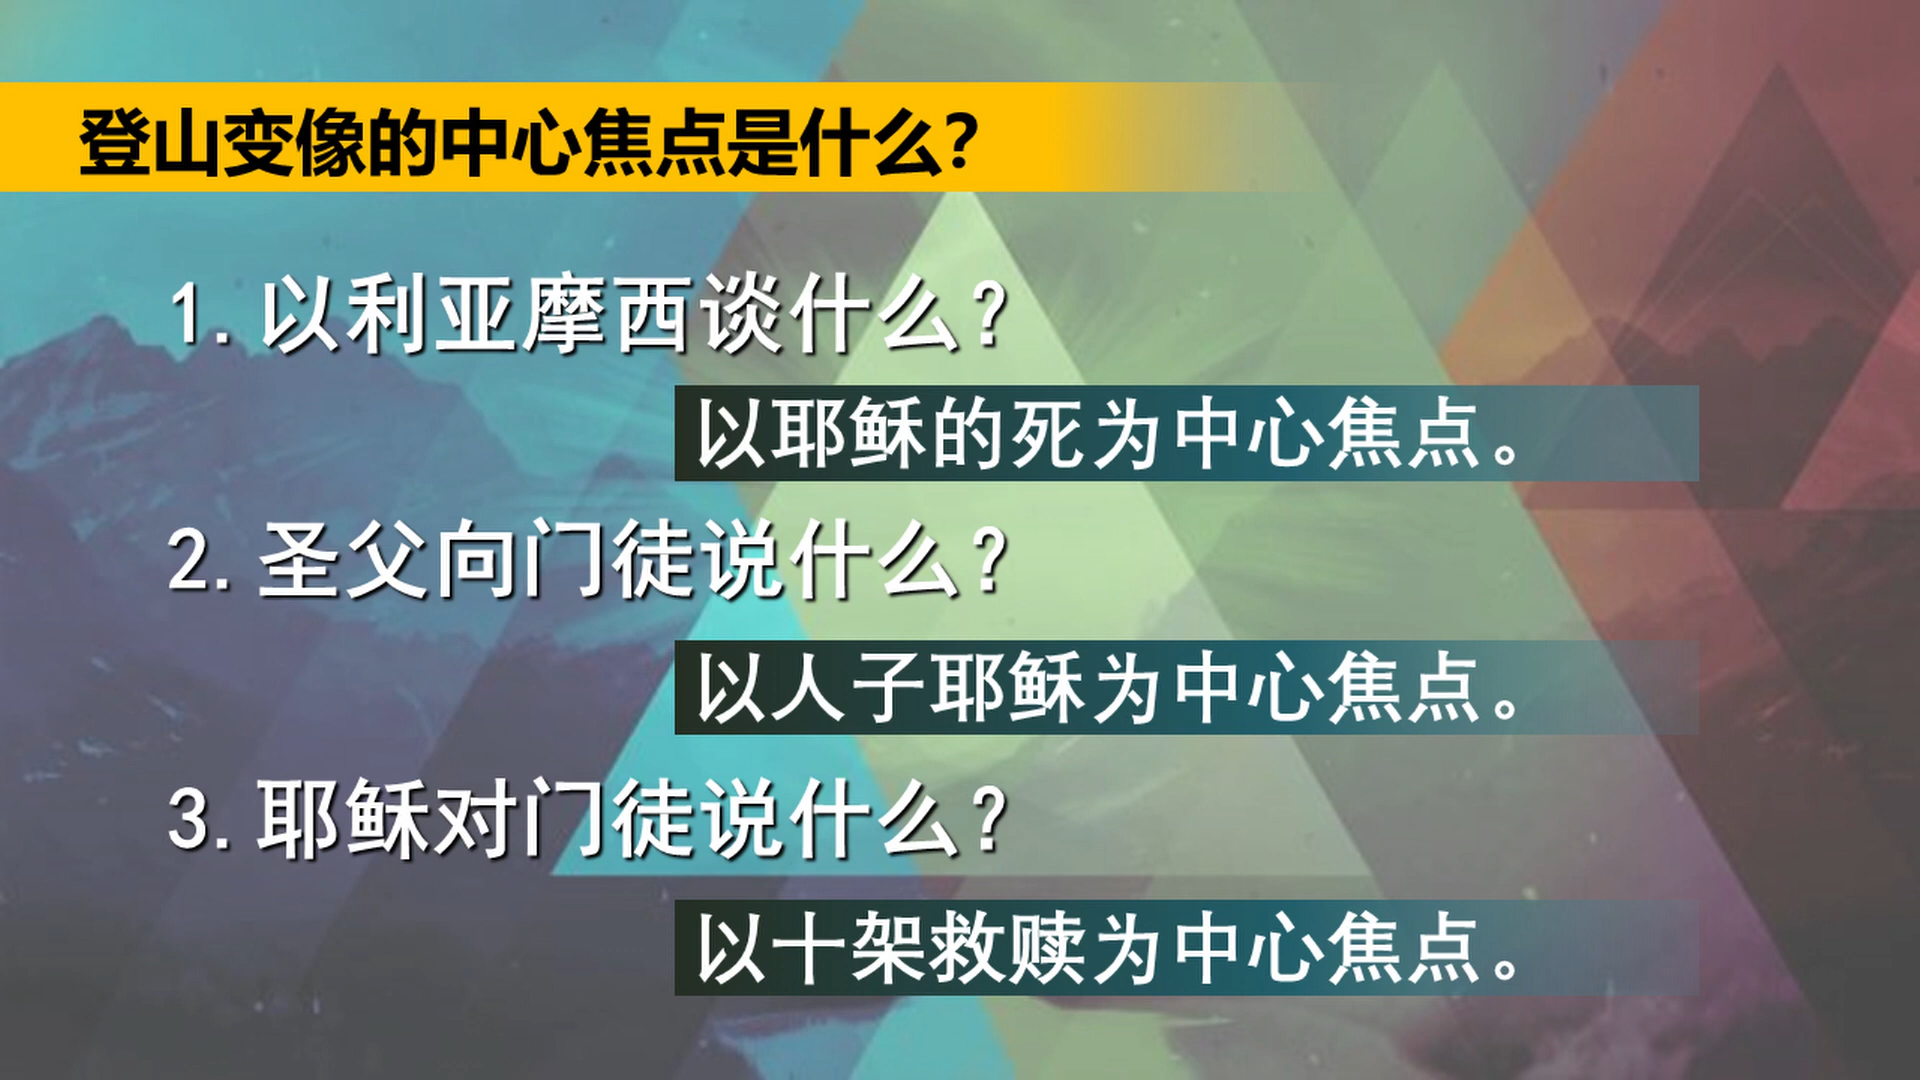 登山变像的中心焦点是什么?
1.以利亚摩西谈什么?
以耶稣的死为中心焦点。
2.圣父向门徒说什么?
以人子耶稣为中心焦点。
3.耶稣对门徒说什么?
以十架救赎为中心焦点。